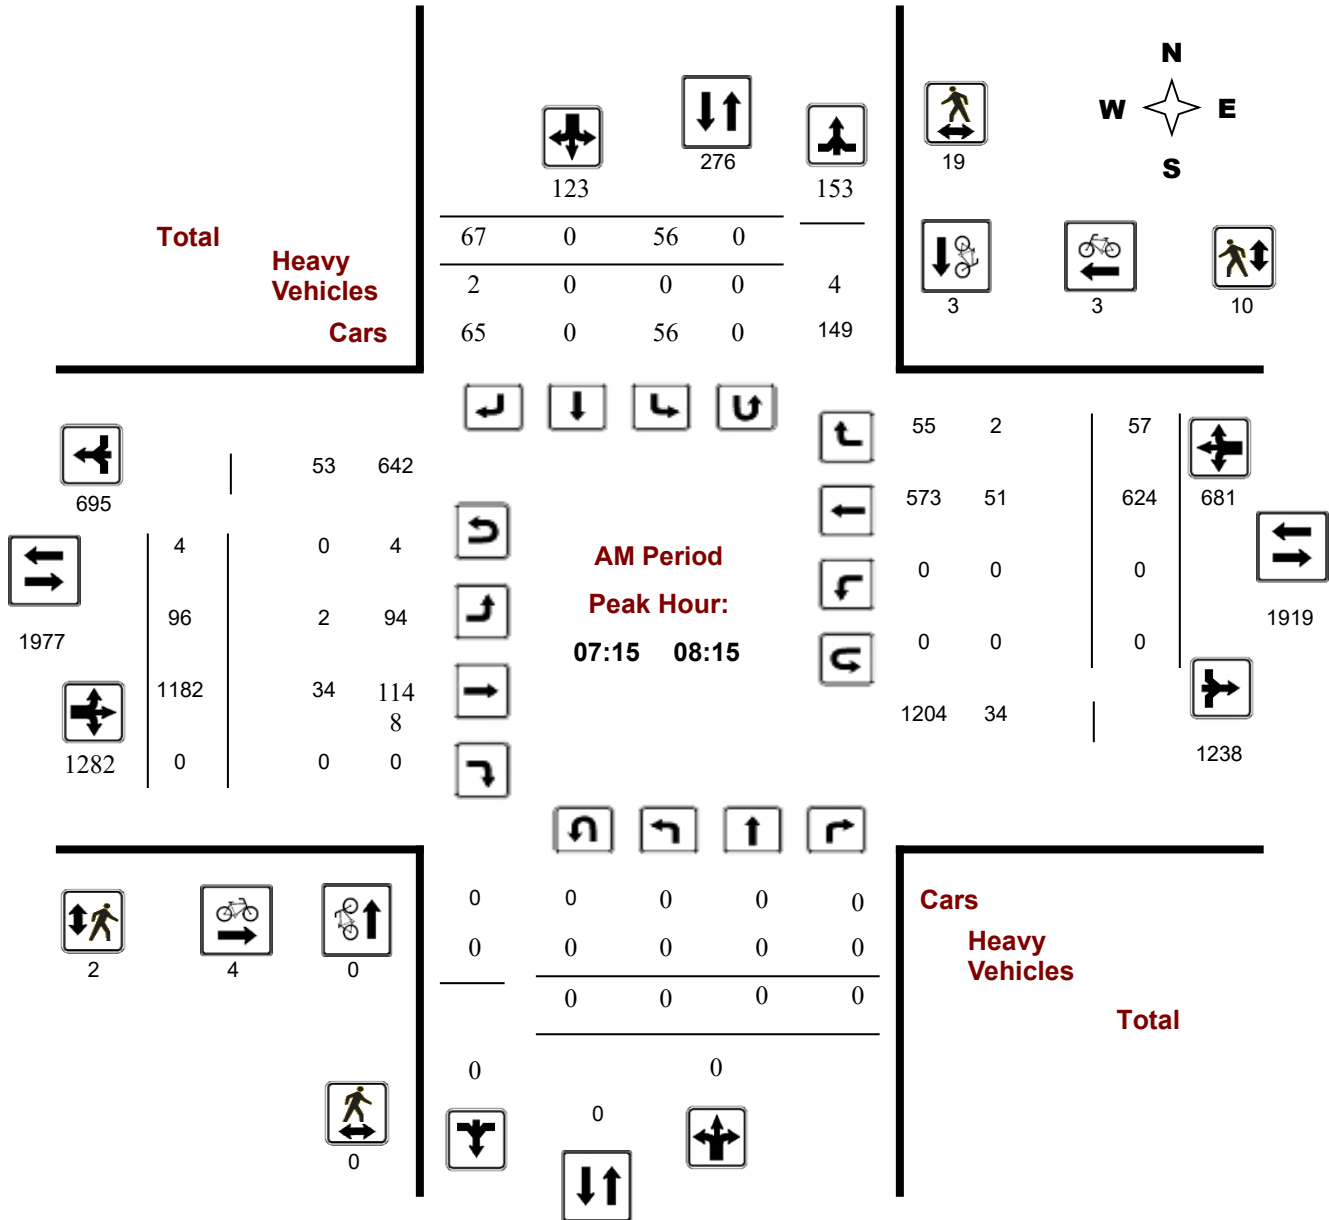 N
W E
S
276
19
123
153
Total
67 0 56 0
Heavy
Vehicles
2 0 0 0 4
3 3 10
Cars
65 0 56 0 149
55 2 57
53 642
695
573 51 624 681
4 0 4
AM Period
0 0 0
96 2 94
Peak Hour:
1919
1977
07:15 08:15
0 0 0
1182 34 114
8
1204 34
1282 0 0 0
1238
0 0 0 0 0
Cars
0 0 0 0 0
Heavy
Vehicles
2 4 0
0 0 0 0
Total
0 0
0
0